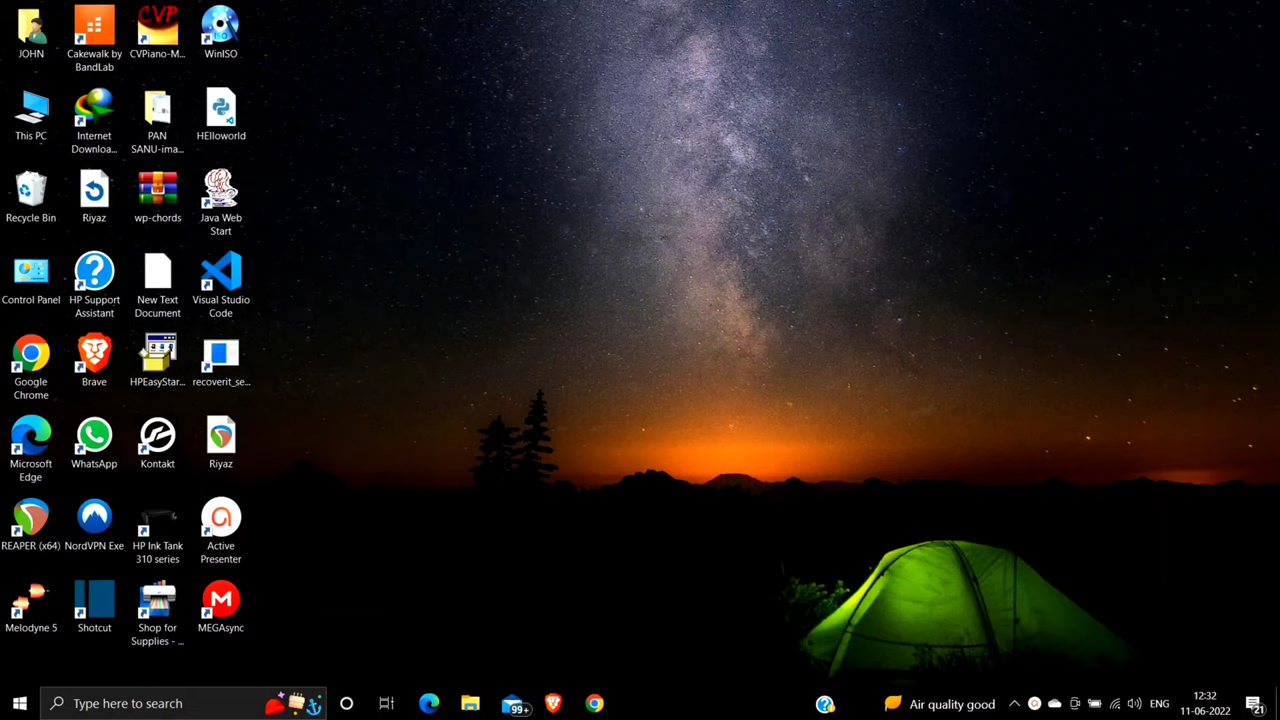 JOHN
Cakewalk by
BandLab
CVP
CVPiano-M...
ISO
WinISO
This PC
Internet
Downloa...
PAN
SANU-ima...
HElloworld
Recycle Bin
Riyaz
wp-chords
Java Web
Start
Control Panel
HP Support
Assistant
New Text
Document
Visual Studio
Code
Google
Chrome
Brave
HPEasyStar...
recoverit_se...
Microsoft
Edge
WhatsApp
Kontakt
Riyaz
REAPER (x64)
NordVPN Exe
HP Ink Tank
310 series
Active
Presenter
Melodyne 5
Shotcut
Shop for
Supplies - ...
M
MEGAsync
Type here to search
99+
Air quality good
ENG
12:32
11-06-2022
21